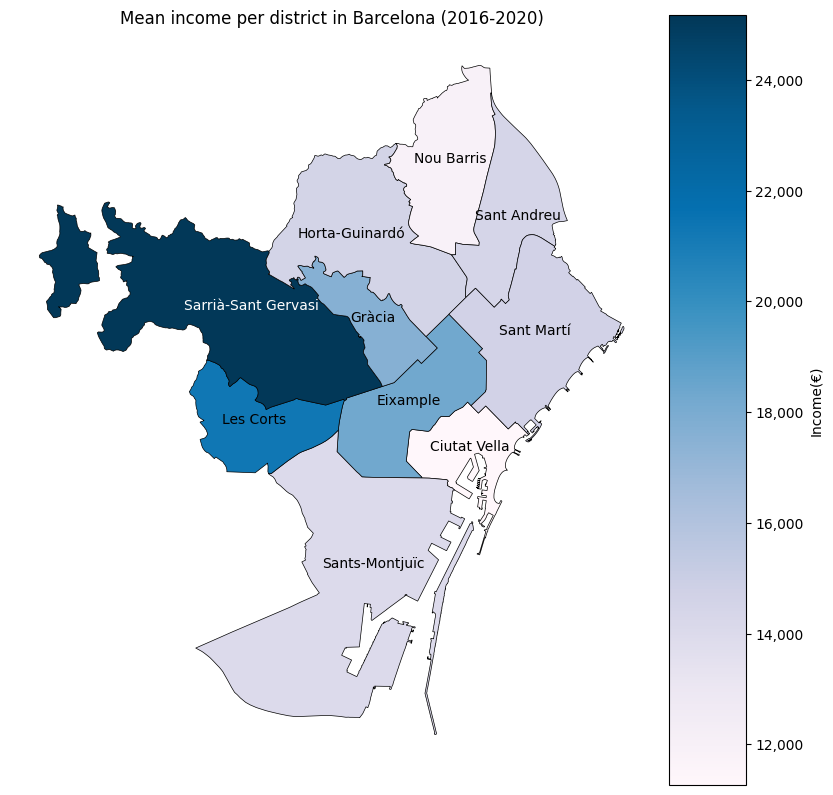 Mean income per district in Barcelona (2016-2020)
Nou Barris
Sant Andreu
Horta-Guinardó
Sarrià-Sant Gervasi
Gràcia
Sant Martí
Eixample
Les Corts
Ciutat Vella
Sants-Montjuïc
24,000
22,000
20,000
18,000
16,000
14,000
12,000
Income(€)